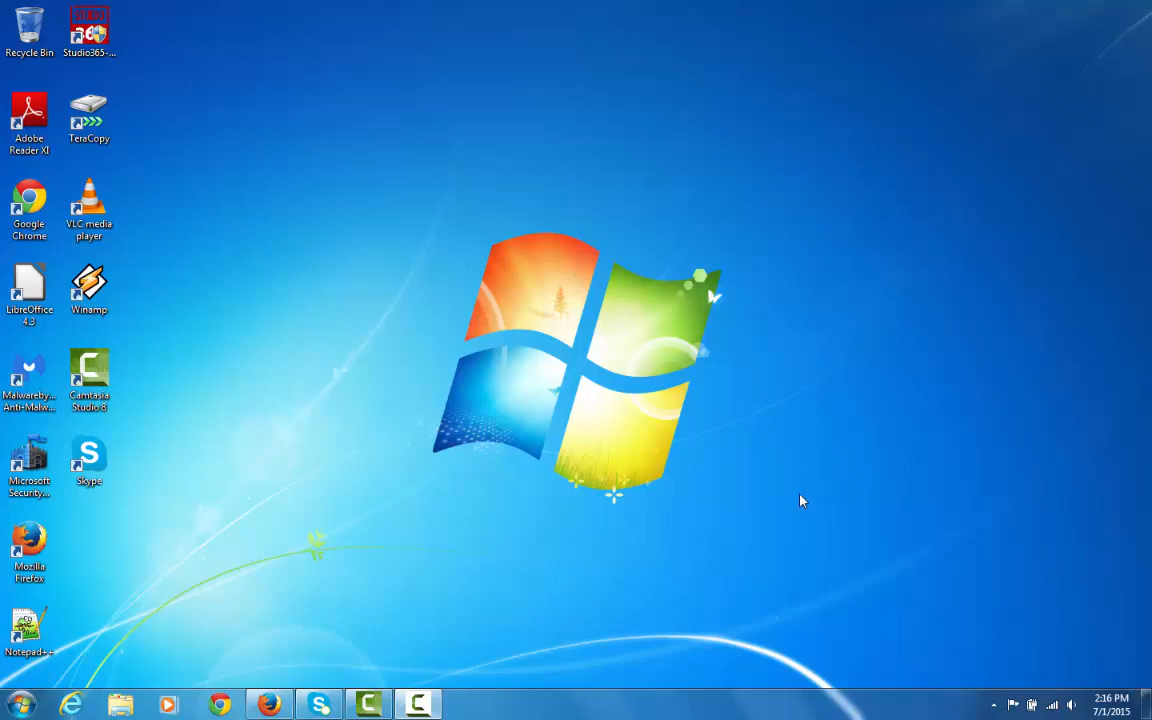 Recycle Bin
Studio365-...
Adobe
Reader XI
TeraCopy
Google
Chrome
VLC media
player
LibreOffice
4.3
Winamp
Malwareby...
Anti-Malw...
Camtasia
Studio 8
Microsoft
Security...
Skype
Mozilla
Firefox
Notepad++
2:16 PM
7/1/2015